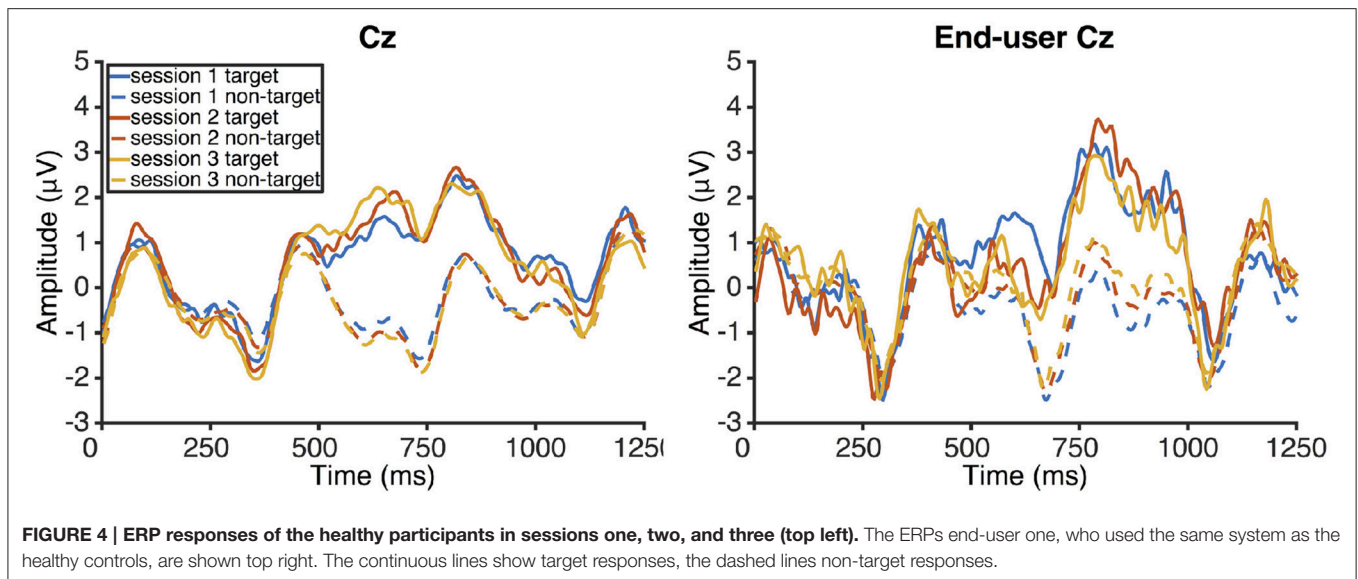 Cz
End-user Cz
5
4
3
2
1
0
-1
-2
-3
Amplitude (µV)
session 1 target
session 1 non-target
session 2 target
session 2 non-target
session 3 target
session 3 non-target
0 250 500 750 1000 1250
Time (ms)
5
4
3
2
1
0
-1
-2
-3
Amplitude (µV)
0 250 500 750 1000 1250
Time (ms)
FIGURE 4 | ERP responses of the healthy participants in sessions one, two, and three (top left). The ERPs end-user one, who used the same system as the
healthy controls, are shown top right. The continuous lines show target responses, the dashed lines non-target responses.